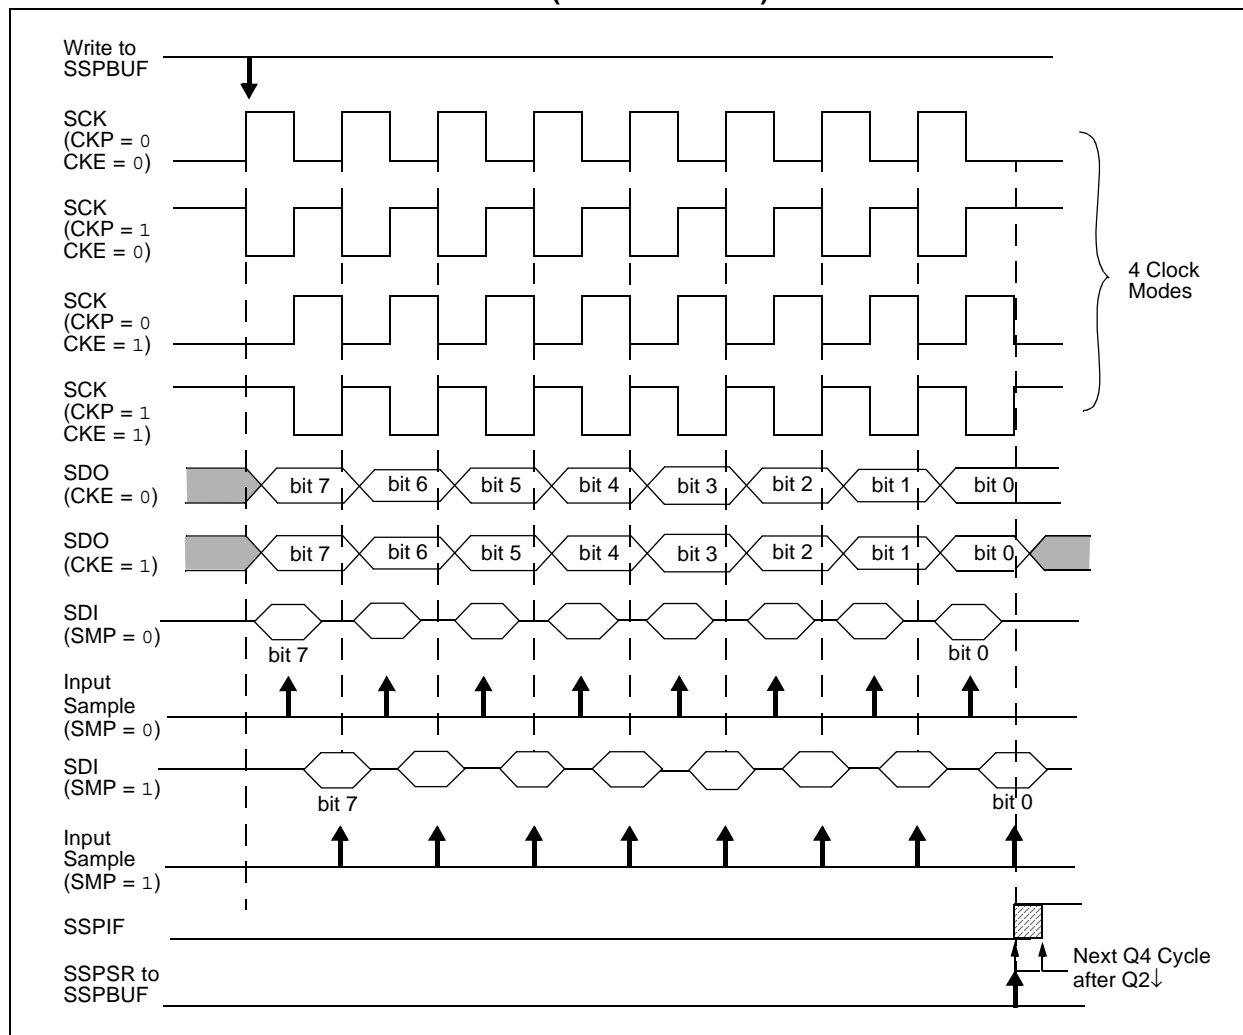 Write to
SSPBUF
SCK
(CKP = 0
CKE = 0)
SCK
(CKP = 1
CKE = 0)
SCK
(CKP = 0
CKE = 1)
SCK
(CKP = 1
CKE = 1)
4 Clock
Modes
SDO
(CKE = 0)
bit 7 bit 6 bit 5 bit 4 bit 3 bit 2 bit 1 bit 0
SDO
(CKE = 1)
bit 7 bit 6 bit 5 bit 4 bit 3 bit 2 bit 1 bit 0
SDI
(SMP = 0)
bit 7 bit 0
Input
Sample
(SMP = 0)
SDI
(SMP = 1)
bit 7 bit 0
Input
Sample
(SMP = 1)
SSPIF
Next Q4 Cycle
after Q2↓
SSPSR to
SSPBUF